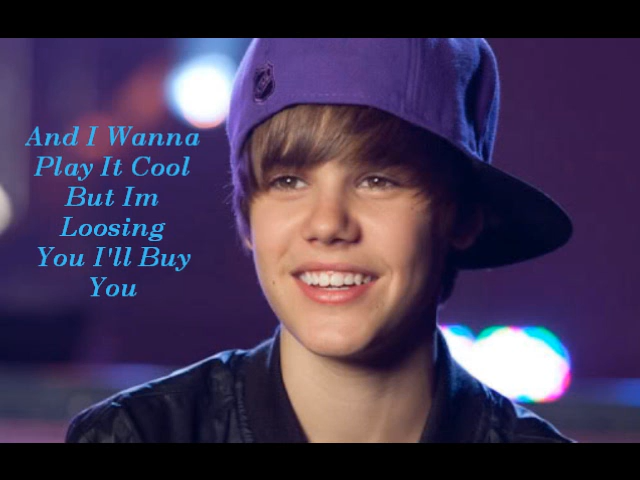 And I Wanna
Play It Cool
But Im
Loosing
You I'll Buy
You